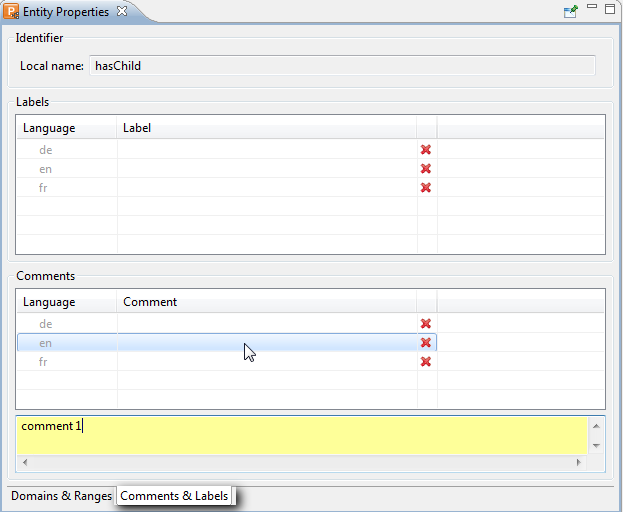 Entity Properties
Identifier
Local name: hasChild
Labels
Language Label
de
en
fr
Comments
Language Comment
de
en
fr
comment 1
Domains & Ranges Comments & Labels